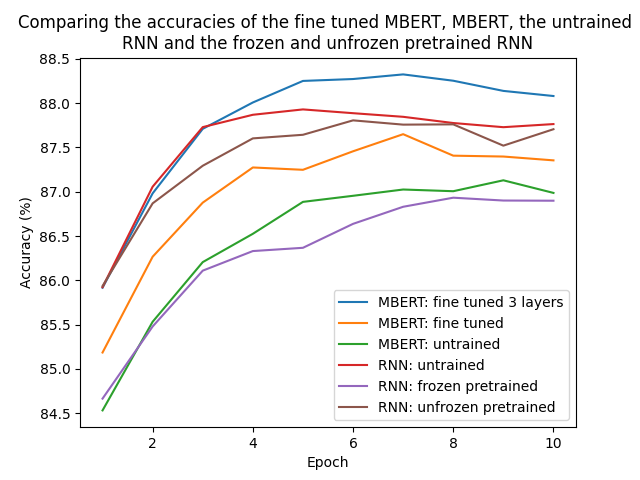 Comparing the accuracies of the fine tuned MBERT, MBERT, the untrained
RNN and the frozen and unfrozen pretrained RNN
88.5
88.0
87.5
87.0
86.5
86.0
85.5
85.0
84.5
Accuracy (%)
MBERT: fine tuned 3 layers
MBERT: fine tuned
MBERT: untrained
RNN: untrained
RNN: frozen pretrained
RNN: unfrozen pretrained
2 4 6 8 10
Epoch